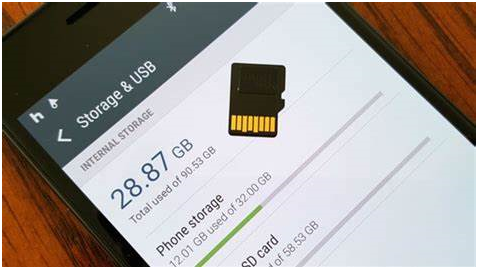 Storage & USB
INTERNAL STORAGE
28.87 GB
Total used of 90.53 GB
Phone storage
12.01 GB used of 32.00 GB
SD card
of 58.53 GB